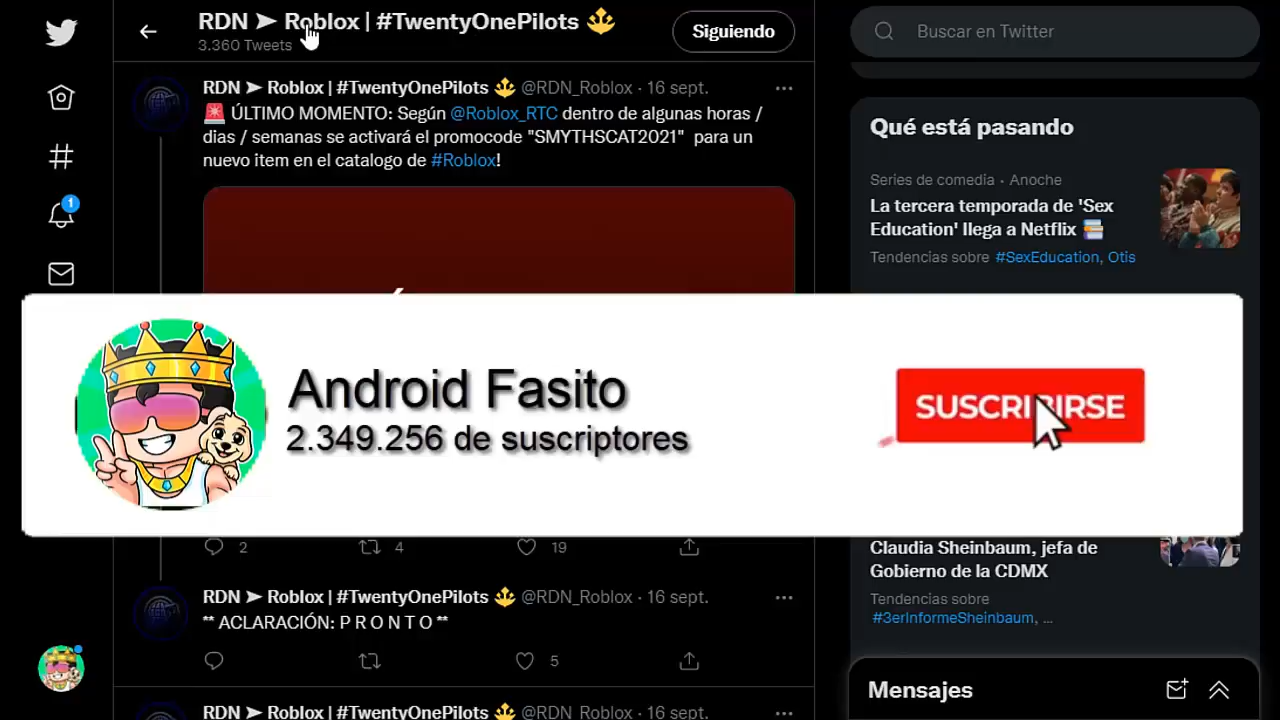 RDN ➤ Roblox | #TwentyOnePilots
3.360 Tweets
Siguiendo
RDN ➤ Roblox | #TwentyOnePilots @RDN_Roblox · 16 sept.
🚨 ÚLTIMO MOMENTO: Según @Roblox_RTC dentro de algunas horas /
dias / semanas se activará el promocode "SMYTHSCAT2021" para un
nuevo item en el catalogo de #Roblox!
Android Fasito
2.349.256 de suscriptores
SUSCRIBIRSE
2 4 19
RDN ➤ Roblox | #TwentyOnePilots @RDN_Roblox · 16 sept.
** ACLARACIÓN: P R O N T O **
5
RDN ➤ Roblox | #TwentyOnePilots @RDN_Roblox · 16 sept.
1
Buscar en Twitter
Qué está pasando
Series de comedia · Anoche
La tercera temporada de 'Sex
Education' llega a Netflix 📚
Tendencias sobre #SexEducation, Otis
Claudia Sheinbaum, jefa de
Gobierno de la CDMX
Tendencias sobre
#3erInformeSheinbaum, ...
Mensajes